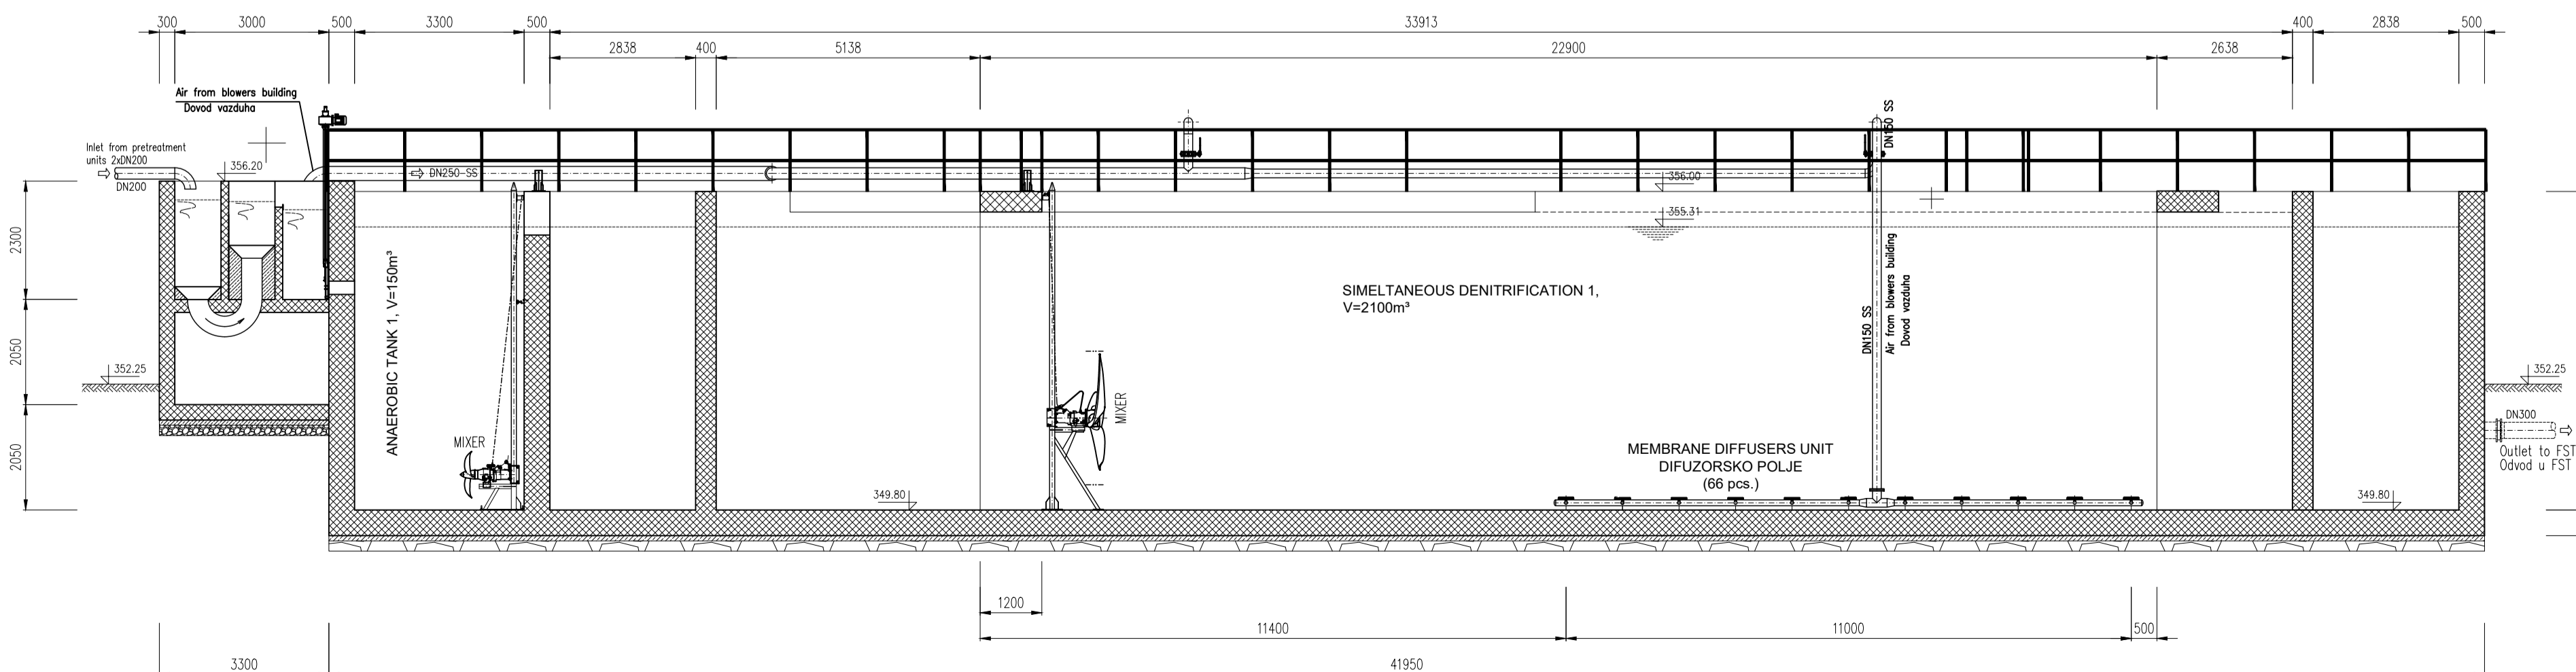 300
3000
500
3300
500
33913
400
2838
500
2838
400
5138
22900
2638
Air from blowers building
Dovod vazduha
Inlet from pretreatment
units 2xDN200
DN200
356.20
DN250 SS
DN150 SS
356.00
355.31
2300
2050
2050
352.25
ANAEROBIC TANK 1, V=150m³
MIXER
MIXER
SIMELTANEOUS DENITRIFICATION 1,
V=2100m³
DN150 SS
Air from blowers building
Dovod vazduha
MEMBRANE DIFFUSERS UNIT
DIFUZORSKO POLJE
(66 pcs.)
349.80
349.80
352.25
DN300
Outlet to FST
Odvod u FST
1200
11400
11000
500
3300
41950